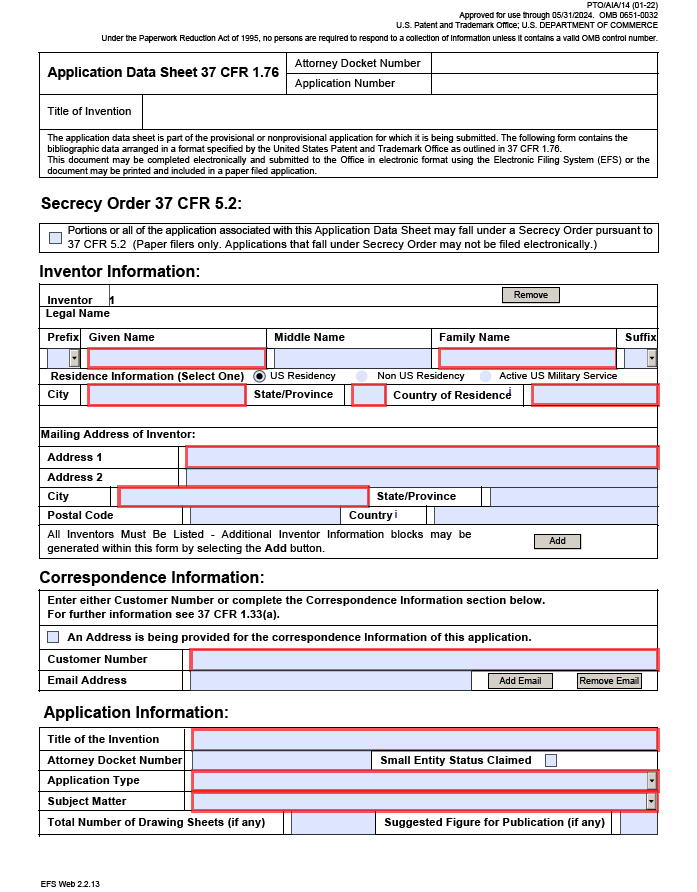 PTO/AIA/14 (01-22)
Approved for use through 05/31/2024. OMB 0651-0032
U.S. Patent and Trademark Office; U.S. DEPARTMENT OF COMMERCE
Under the Paperwork Reduction Act of 1995, no persons are required to respond to a collection of information unless it contains a valid OMB control number.
Application Data Sheet 37 CFR 1.76
Attorney Docket Number
Application Number
Title of Invention
The application data sheet is part of the provisional or nonprovisional application for which it is being submitted. The following form contains the
bibliographic data arranged in a format specified by the United States Patent and Trademark Office as outlined in 37 CFR 1.76.
This document may be completed electronically and submitted to the Office in electronic format using the Electronic Filing System (EFS) or the
document may be printed and included in a paper filed application.
Secrecy Order 37 CFR 5.2:
Portions or all of the application associated with this Application Data Sheet may fall under a Secrecy Order pursuant to
37 CFR 5.2 (Paper filers only. Applications that fall under Secrecy Order may not be filed electronically.)
Inventor Information:
Inventor 1 Remove
Legal Name
Prefix Given Name Middle Name Family Name Suffix
Residence Information (Select One) US Residency Non US Residency Active US Military Service
City State/Province Country of Residence i
Mailing Address of Inventor:
Address 1
Address 2
City State/Province
Postal Code Country i
All Inventors Must Be Listed - Additional Inventor Information blocks may be
generated within this form by selecting the Add button.
Add
Correspondence Information:
Enter either Customer Number or complete the Correspondence Information section below.
For further information see 37 CFR 1.33(a).
An Address is being provided for the correspondence Information of this application.
Customer Number
Email Address Add Email Remove Email
Application Information:
Title of the Invention
Attorney Docket Number Small Entity Status Claimed
Application Type
Subject Matter
Total Number of Drawing Sheets (if any) Suggested Figure for Publication (if any)
EFS Web 2.2.13